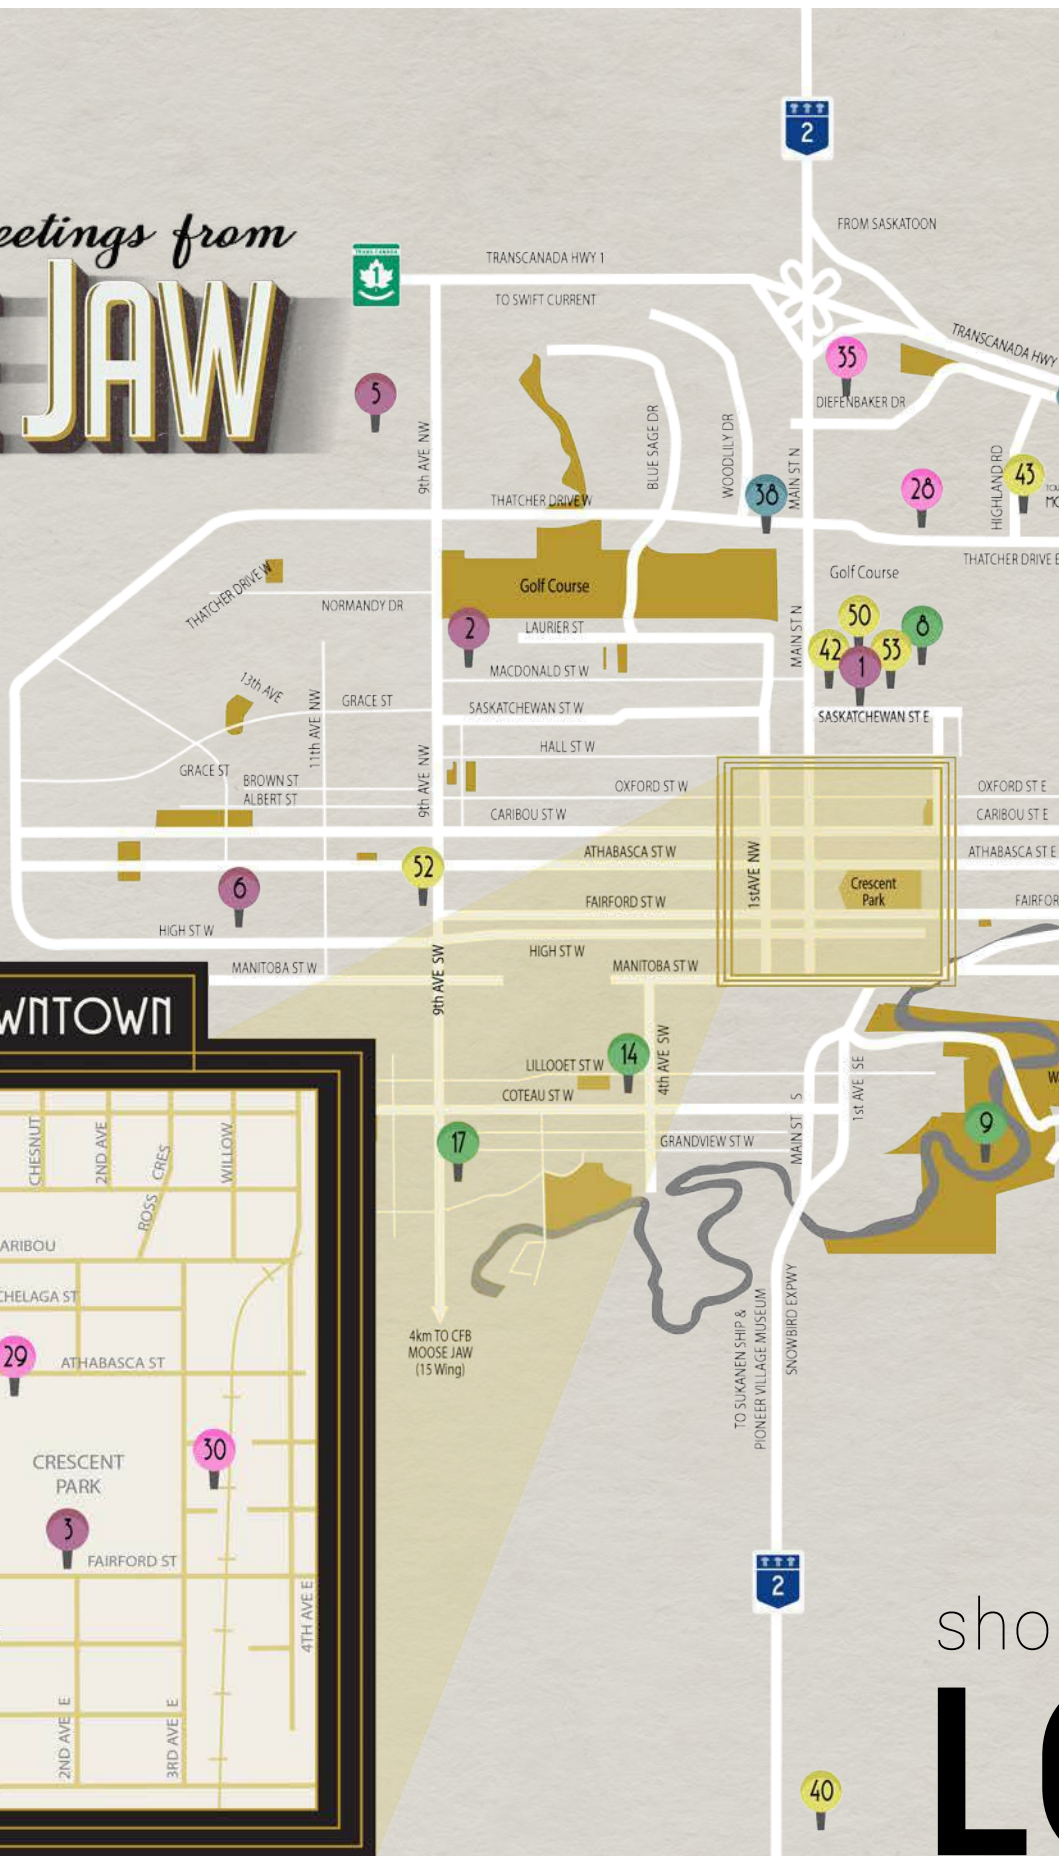 2
FROM SASKATOON
eetings from
JAW
TRANS CANADA
1
TRANSCANADA HWY 1
TO SWIFT CURRENT
TRANSCANADA HWY
35
DIEFENBAKER DR
5
9th AVE NW
BLUE SAGE DR
WOODLILY DR
MAIN ST N
HIGHLAND RD
38
28
43
THATCHER DRIVE W
THATCHER DRIVE E
Golf Course
Golf Course
THATCHER DRIVE W
NORMANDY DR
2
LAURIER ST
MAIN ST N
50
8
42
53
1
MACDONALD ST W
13th AVE
GRACE ST
11th AVE NW
SASKATCHEWAN ST W
SASKATCHEWAN ST E
HALL ST W
GRACE ST
BROWN ST
ALBERT ST
9th AVE NW
OXFORD ST W
OXFORD ST E
CARIBOU ST W
CARIBOU ST E
ATHABASCA ST W
ATHABASCA ST E
52
6
1st AVE NW
Crescent
Park
FAIRFORD ST W
FAIRFOR
HIGH ST W
HIGH ST W
MANITOBA ST W
MANITOBA ST W
9th AVE SW
WNTOWN
14
LILLOOET ST W
4th AVE SW
COTEAU ST W
1st AVE SE
MAIN ST S
9
17
GRANDVIEW ST W
CHESNUT
2ND AVE
ROSS CRES
WILLOW
ARIBOU
CHELAGA ST
29
ATHABASCA ST
30
CRESCENT
PARK
3
FAIRFORD ST
4TH AVE E
2ND AVE E
3RD AVE E
4km TO CFB
MOOSE JAW
(15 Wing)
TO SUKANEN SHIP &
PIONEER VILLAGE MUSEUM
SNOWBIRD EXPWY
2
sho
LO
40